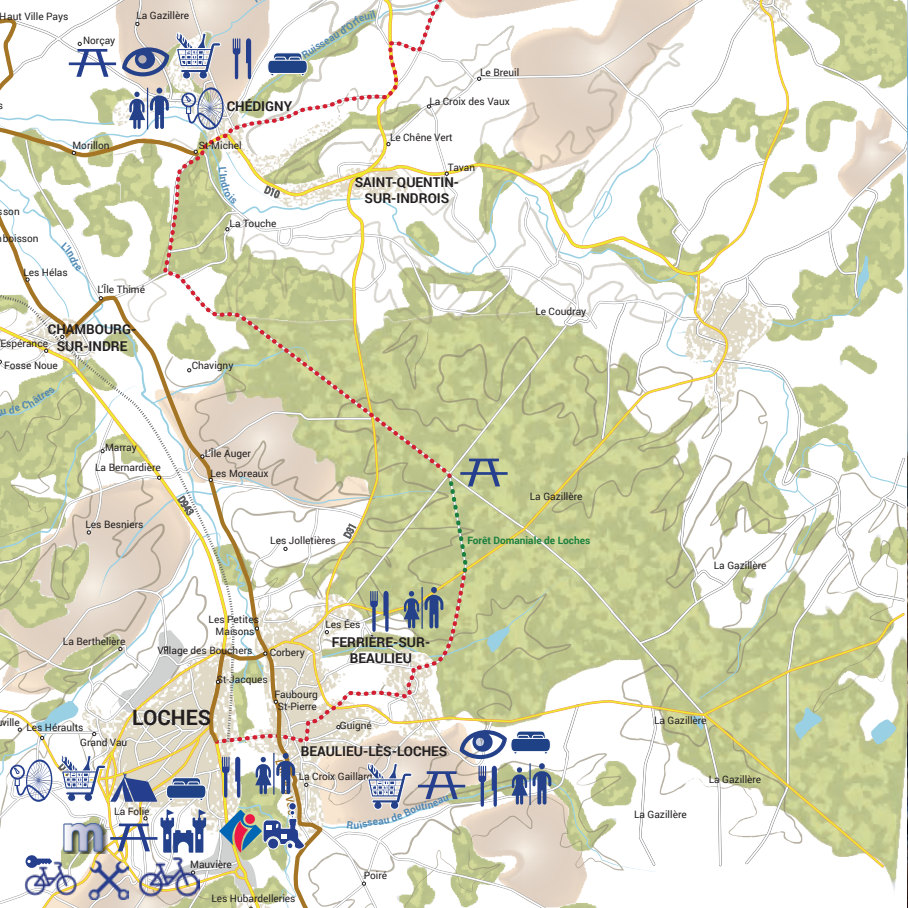 Haut Ville Pays
La Gazillère
Norçay
Ruisseau d'Orfeuil
Le Breuil
CHÉDIGNY
La Croix des Vaux
Morillon
St-Michel
Le Chêne Vert
Tavan
L'Indrois
D10
SAINT-QUENTIN-
SUR-INDROIS
La Touche
L'Indre
Les Hélas
L'Île Thimé
Le Coudray
CHAMBOURG-
SUR-INDRE
Espérance
Fosse Noue
Chavigny
Marray
L'Île Auger
La Bernardière
Les Moreaux
D943
La Gazillère
Les Besniers
D31
Les Jolletières
Forêt Domaniale de Loches
La Gazillère
Les Petites
Maisons
Les Ées
La Berthelière
Village des Bouchers
Corbery
FERRIÈRE-SUR-
BEAULIEU
St-Jacques
Faubourg
St-Pierre
LOCHES
Guigné
La Gazillère
Les Héraults
Grand Vau
BEAULIEU-LÈS-LOCHES
La Croix Gaillard
La Gazillère
La Folie
Ruisseau de Boutineau
La Gazillère
m
Mauvière
Poiré
Les Hubardelleries